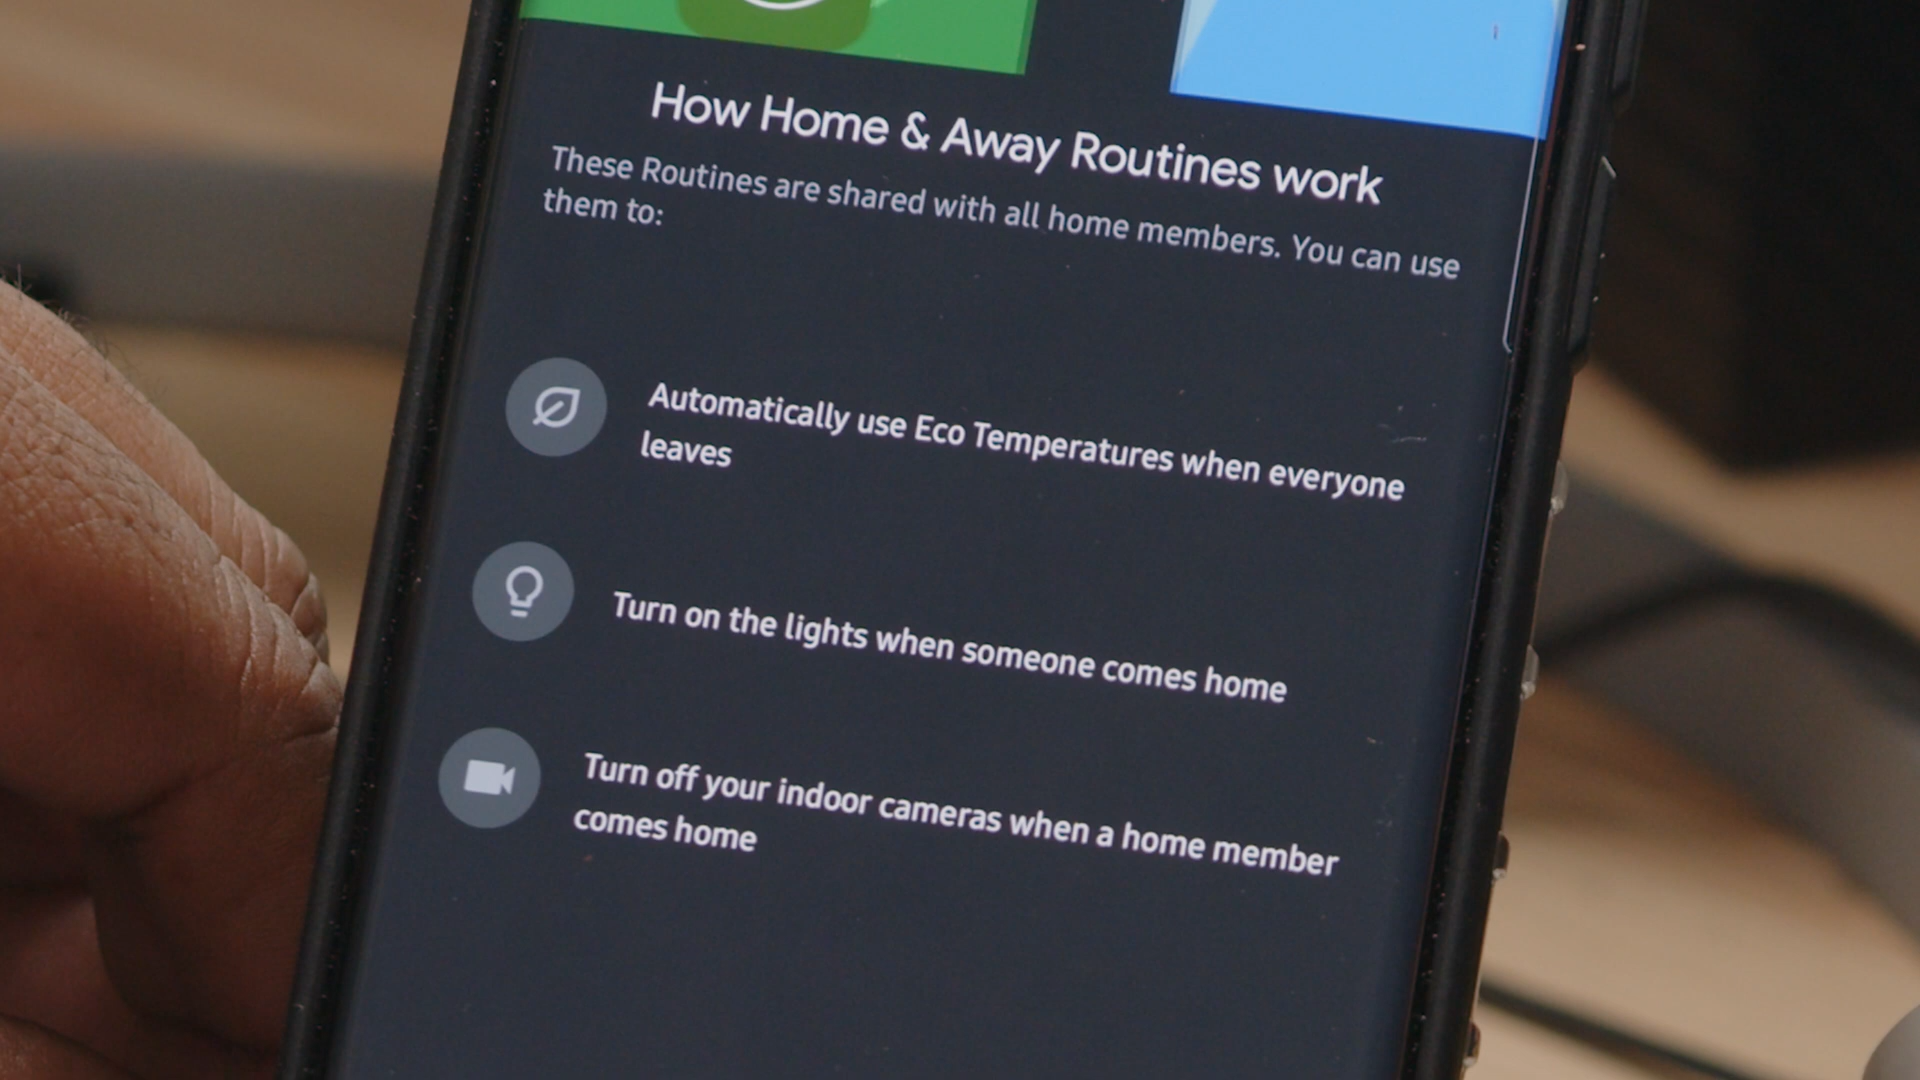 How Home & Away Routines work
These Routines are shared with all home members. You can use
them to:
Automatically use Eco Temperatures when everyone
leaves
Turn on the lights when someone comes home
Turn off your indoor cameras when a home member
comes home